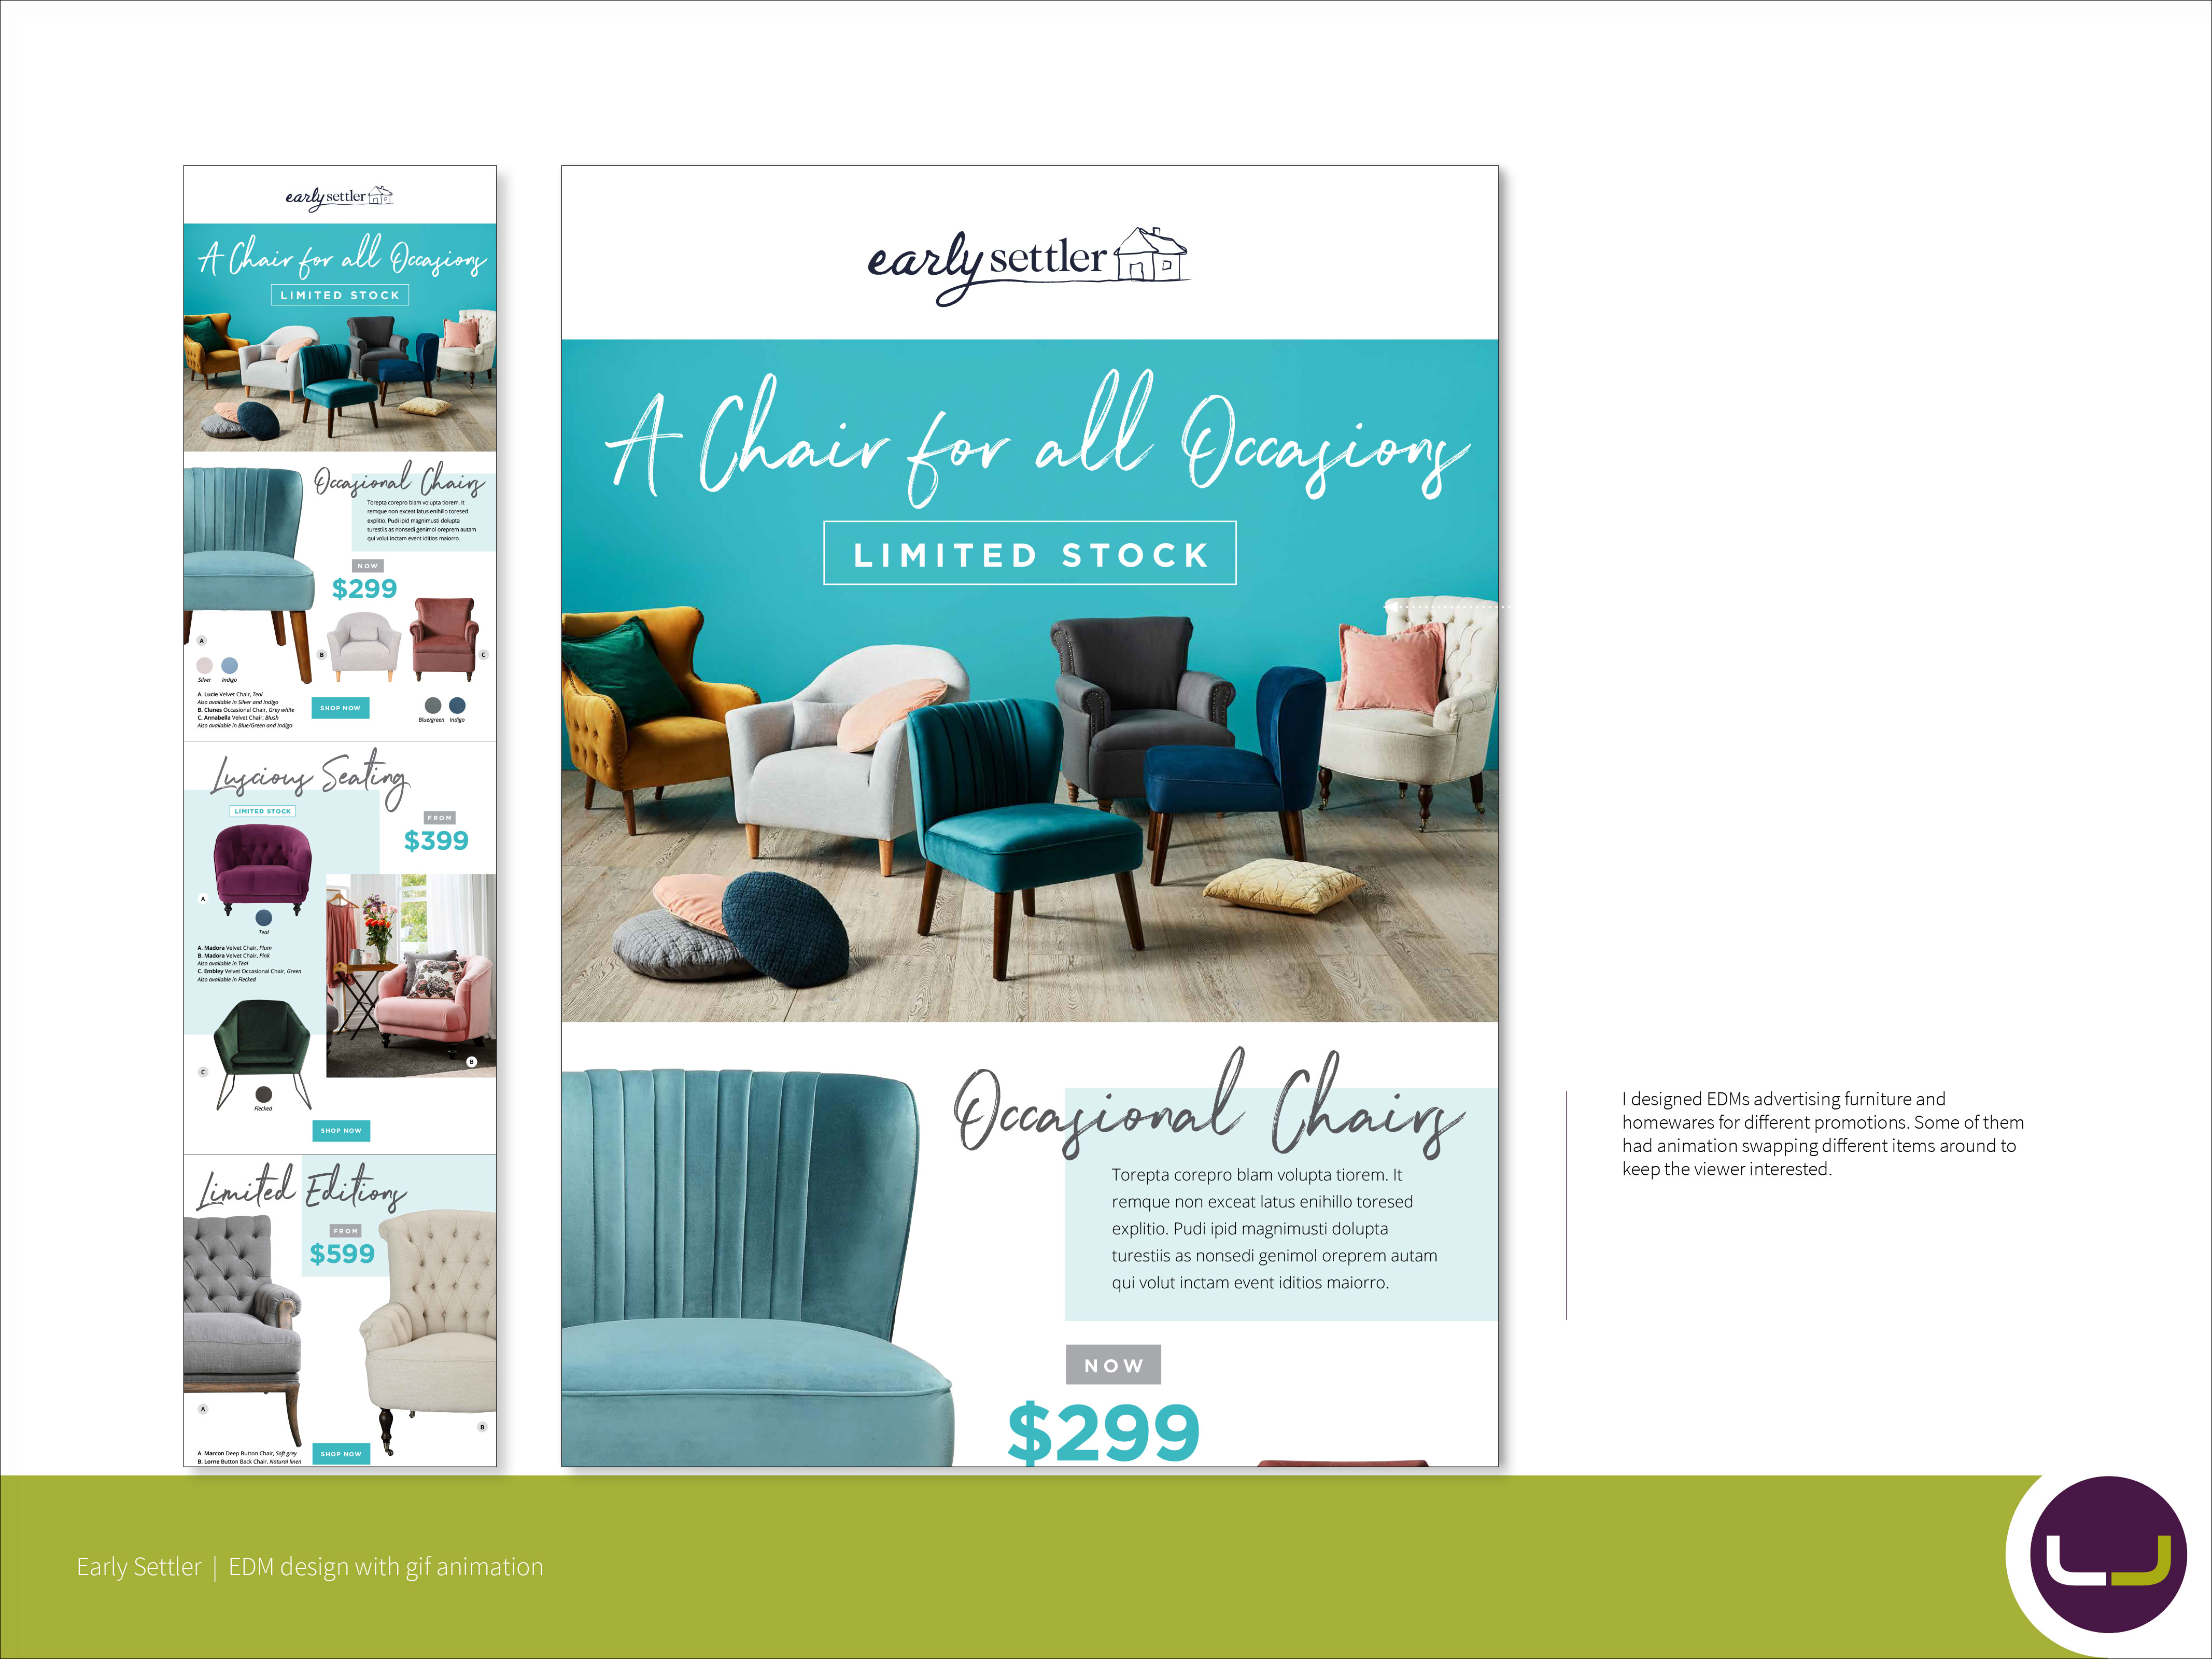 early settler
A Chair for all Occasions
LIMITED STOCK
Occasional Chairs
Torepta corepro blam volupta tiorem. It
remque non exceat latus enihillo toresed
explitio. Pudi ipid magnimusti dolupta
turestiis as nonsedi genimol oreprem autam
qui volut inctam event iditios maiorro.
NOW
$299
A
B
C
Silver Indigo
A. Lucie Velvet Chair, Teal
Also available in Silver and Indigo
B. Clunes Occasional Chair, Grey white
C. Annabella Velvet Chair, Blush
Also available in Blue/Green and Indigo
SHOP NOW
Blue/green Indigo
Luscious Seating
LIMITED STOCK
FROM
$399
A
Teal
A. Madora Velvet Chair, Plum
B. Madora Velvet Chair, Pink
Also available in Teal
C. Embley Velvet Occasional Chair, Green
Also available in Flecked
B
C
Flecked
SHOP NOW
Limited Editions
FROM
$599
A
B
A. Marcon Deep Button Chair, Soft grey
B. Lorne Button Back Chair, Natural linen
SHOP NOW
early settler
A Chair for all Occasions
LIMITED STOCK
Occasional Chairs
Torepta corepro blam volupta tiorem. It
remque non exceat latus enihillo toresed
explitio. Pudi ipid magnimusti dolupta
turestiis as nonsedi genimol oreprem autam
qui volut inctam event iditios maiorro.
NOW
$299
I designed EDMs advertising furniture and
homewares for different promotions. Some of them
had animation swapping different items around to
keep the viewer interested.
Early Settler | EDM design with gif animation